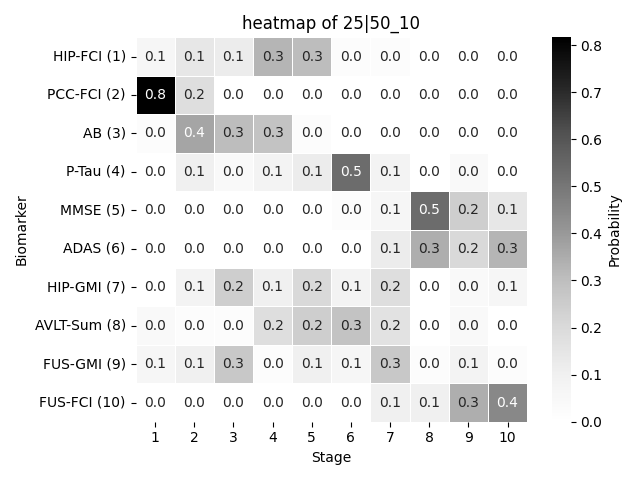 heatmap of 25|50_10
HIP-FCI (1) 0.1 0.1 0.1 0.3 0.3 0.0 0.0 0.0 0.0 0.0
PCC-FCI (2) 0.8 0.2 0.0 0.0 0.0 0.0 0.0 0.0 0.0 0.0
AB (3) 0.0 0.4 0.3 0.3 0.0 0.0 0.0 0.0 0.0 0.0
P-Tau (4) 0.0 0.1 0.0 0.1 0.1 0.5 0.1 0.0 0.0 0.0
MMSE (5) 0.0 0.0 0.0 0.0 0.0 0.0 0.1 0.5 0.2 0.1
ADAS (6) 0.0 0.0 0.0 0.0 0.0 0.0 0.1 0.3 0.2 0.3
HIP-GMI (7) 0.0 0.1 0.2 0.1 0.2 0.1 0.2 0.0 0.0 0.1
AVLT-Sum (8) 0.0 0.0 0.0 0.2 0.2 0.3 0.2 0.0 0.0 0.0
FUS-GMI (9) 0.1 0.1 0.3 0.0 0.1 0.1 0.3 0.0 0.1 0.0
FUS-FCI (10) 0.0 0.0 0.0 0.0 0.0 0.0 0.1 0.1 0.3 0.4
1 2 3 4 5 6 7 8 9 10
Stage
Biomarker
0.8
0.7
0.6
0.5
0.4
0.3
0.2
0.1
0.0
Probability